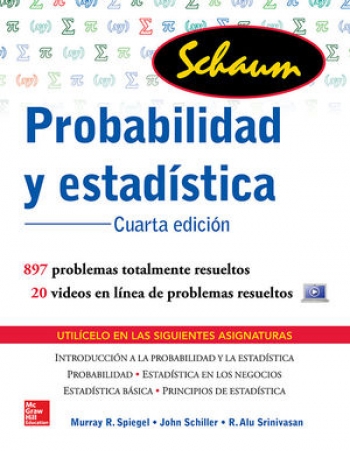 Schaum
Probabilidad
y estadística
Cuarta edición
897 problemas totalmente resueltos
20 videos en línea de problemas resueltos
UTILÍCELO EN LAS SIGUIENTES ASIGNATURAS
INTRODUCCIÓN A LA PROBABILIDAD Y LA ESTADÍSTICA
PROBABILIDAD • ESTADÍSTICA EN LOS NEGOCIOS
ESTADÍSTICA BÁSICA • PRINCIPIOS DE ESTADÍSTICA
Mc
Graw
Hill
Education
Murray R. Spiegel • John Schiller • R. Alu Srinivasan